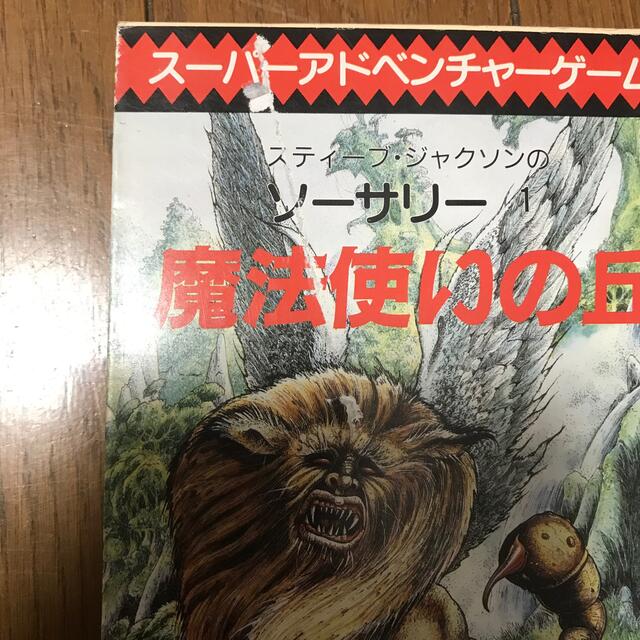 スーパーアドベンチャーゲーム
スティーブ・ジャクソンの
ソーサリー 1
魔法使いの丘